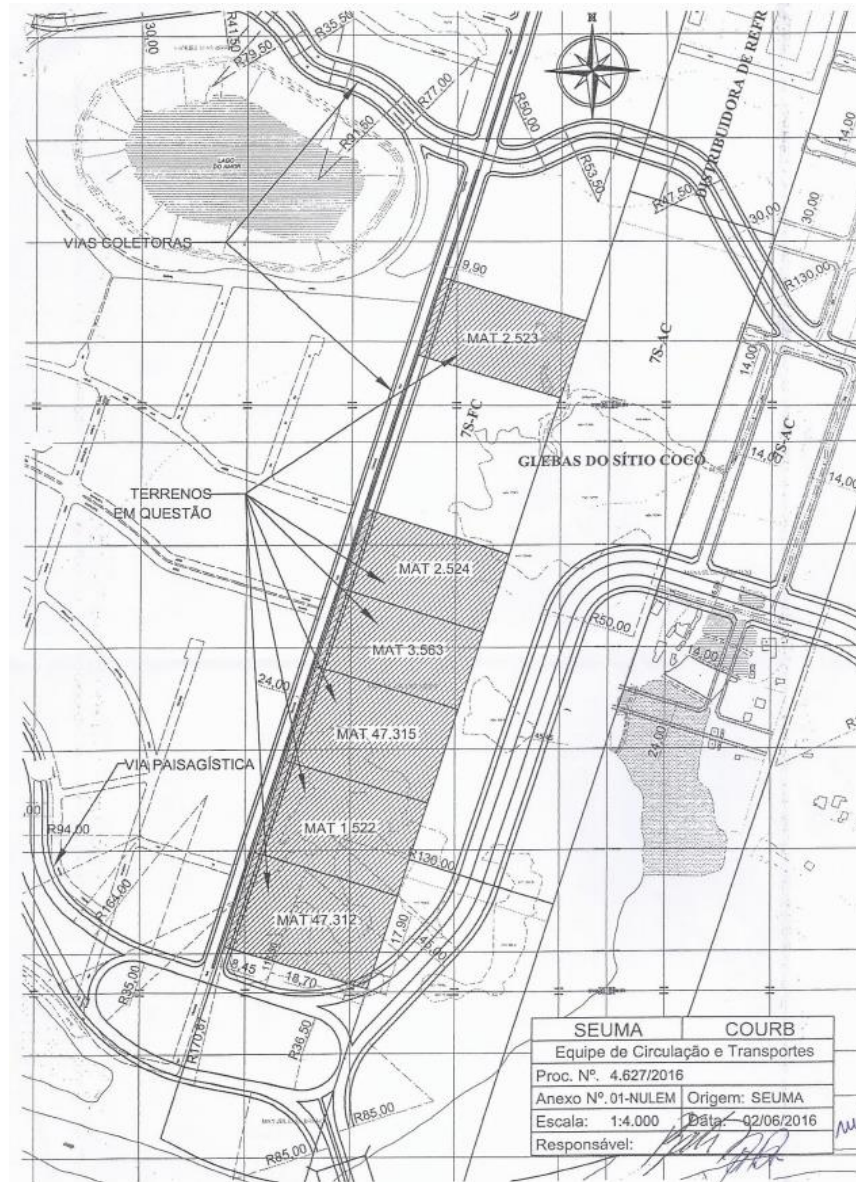 30,00
R41,50
R79,50
R35,50
R77,00
R91,50
N
R50,00
R53,50
DISTRIBUIDORA DE REFR
R47,50
30,00
30,00
14,00
R130,00
LAGO
DO AMOR
VIAS COLETORAS
9,90
MAT 2.523
7S-AC
14,00
7S-FC
GLEBAS DO SÍTIO COCÓ
7S-AC
14,00
14,00
TERRENOS
EM QUESTÃO
MAT 2.524
MAT 3.563
R50,00
14,00
24,00
MAT 47.315
24,00
VIA PAISAGÍSTICA
MAT 1.522
R94,00
R164,00
R130,00
MAT 47.312
17,90
45,00
8,45
18,70
R35,00
R170,87
R36,50
R85,00
R85,00
SEUMA COURB
Equipe de Circulação e Transportes
Proc. Nº. 4.627/2016
Anexo Nº. 01-NULEM Origem: SEUMA
Escala: 1:4.000 Data: 02/06/2016
Responsável: